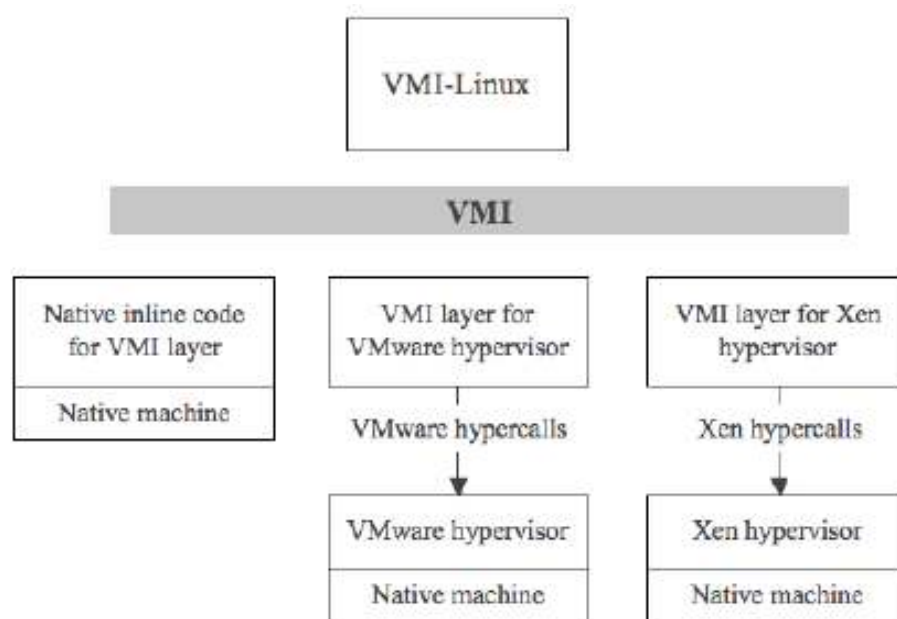 VMI-Linux
VMI
Native inline code
for VMI layer
Native machine
VMI layer for
VMware hypervisor
VMware hypercalls
VMware hypervisor
Native machine
VMI layer for Xen
hypervisor
Xen hypercalls
Xen hypervisor
Native machine